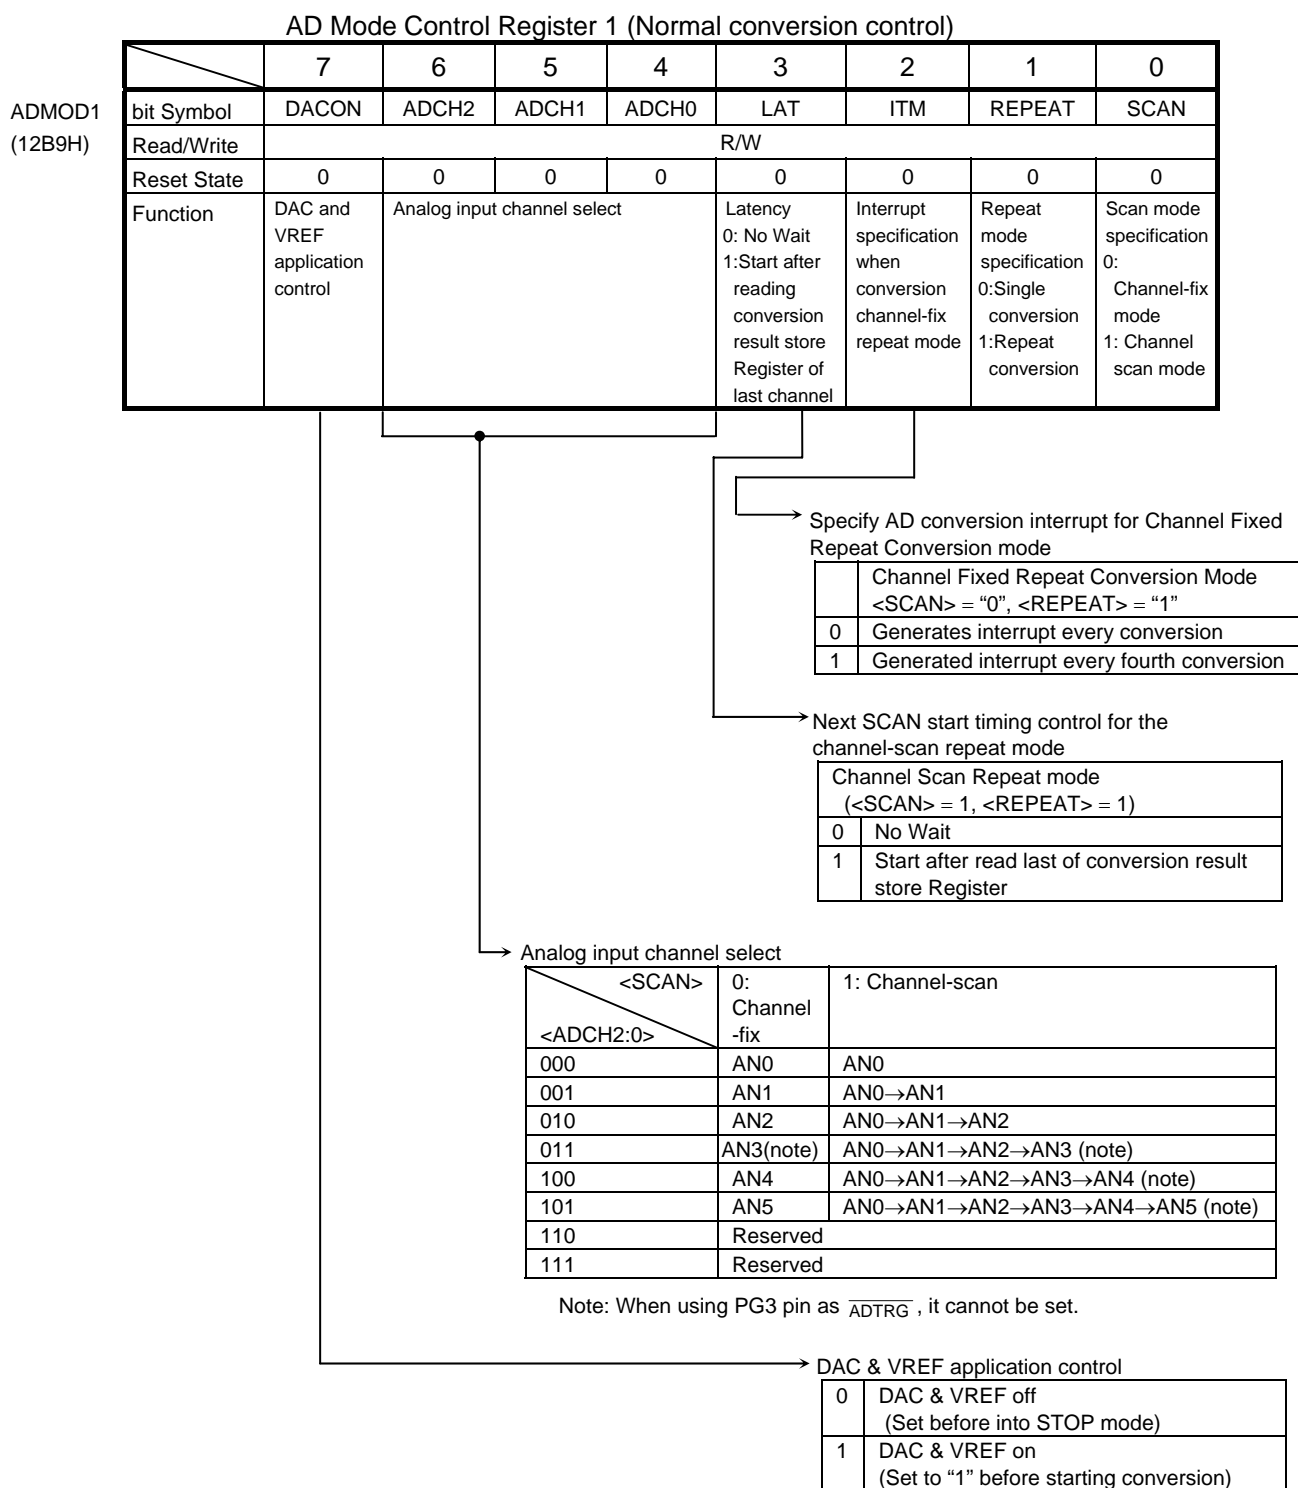 AD Mode Control Register 1 (Normal conversion control)
7 6 5 4 3 2 1 0
ADMOD1 bit Symbol DACON ADCH2 ADCH1 ADCH0 LAT ITM REPEAT SCAN
(12B9H) Read/Write R/W
Reset State 0 0 0 0 0 0 0 0
Function DAC and Analog input channel select Latency Interrupt Repeat Scan mode
VREF 0: No Wait specification mode specification
application 1:Start after when specification 0:
control reading conversion 0:Single Channel-fix
conversion channel-fix conversion mode
result store repeat mode 1:Repeat 1: Channel
Register of conversion scan mode
last channel
Specify AD conversion interrupt for Channel Fixed
Repeat Conversion mode
Channel Fixed Repeat Conversion Mode
<SCAN> = “0”, <REPEAT> = “1”
0 Generates interrupt every conversion
1 Generated interrupt every fourth conversion
Next SCAN start timing control for the
channel-scan repeat mode
Channel Scan Repeat mode
(<SCAN> = 1, <REPEAT> = 1)
0 No Wait
1 Start after read last of conversion result
store Register
Analog input channel select
<SCAN> 0: 1: Channel-scan
Channel
<ADCH2:0> -fix
000 AN0 AN0
001 AN1 AN0→AN1
010 AN2 AN0→AN1→AN2
011 AN3(note) AN0→AN1→AN2→AN3 (note)
100 AN4 AN0→AN1→AN2→AN3→AN4 (note)
101 AN5 AN0→AN1→AN2→AN3→AN4→AN5 (note)
110 Reserved
111 Reserved
Note: When using PG3 pin as ADTRG , it cannot be set.
DAC & VREF application control
0 DAC & VREF off
(Set before into STOP mode)
1 DAC & VREF on
(Set to “1” before starting conversion)